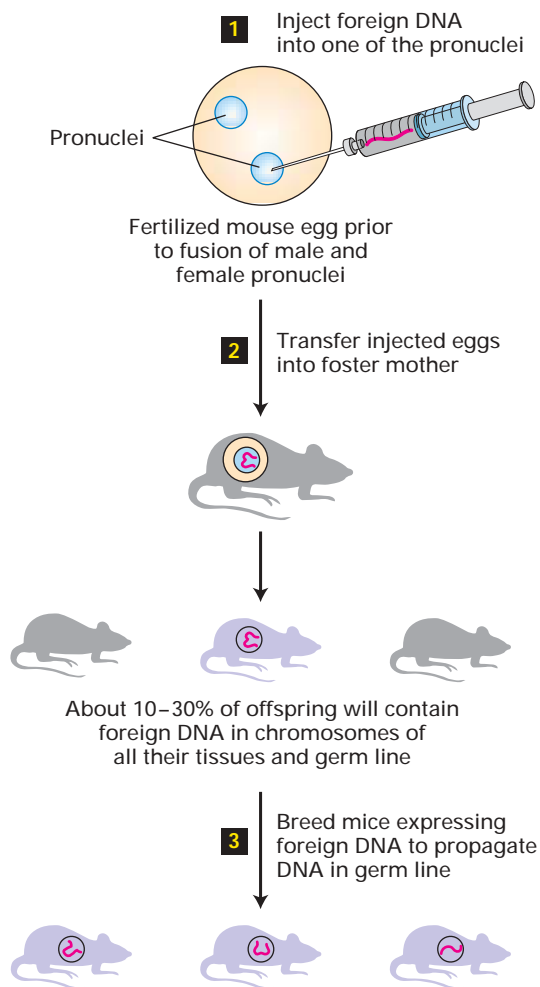 1
Inject foreign DNA
into one of the pronuclei
Pronuclei
Fertilized mouse egg prior
to fusion of male and
female pronuclei
2
Transfer injected eggs
into foster mother
About 10–30% of offspring will contain
foreign DNA in chromosomes of
all their tissues and germ line
3
Breed mice expressing
foreign DNA to propagate
DNA in germ line